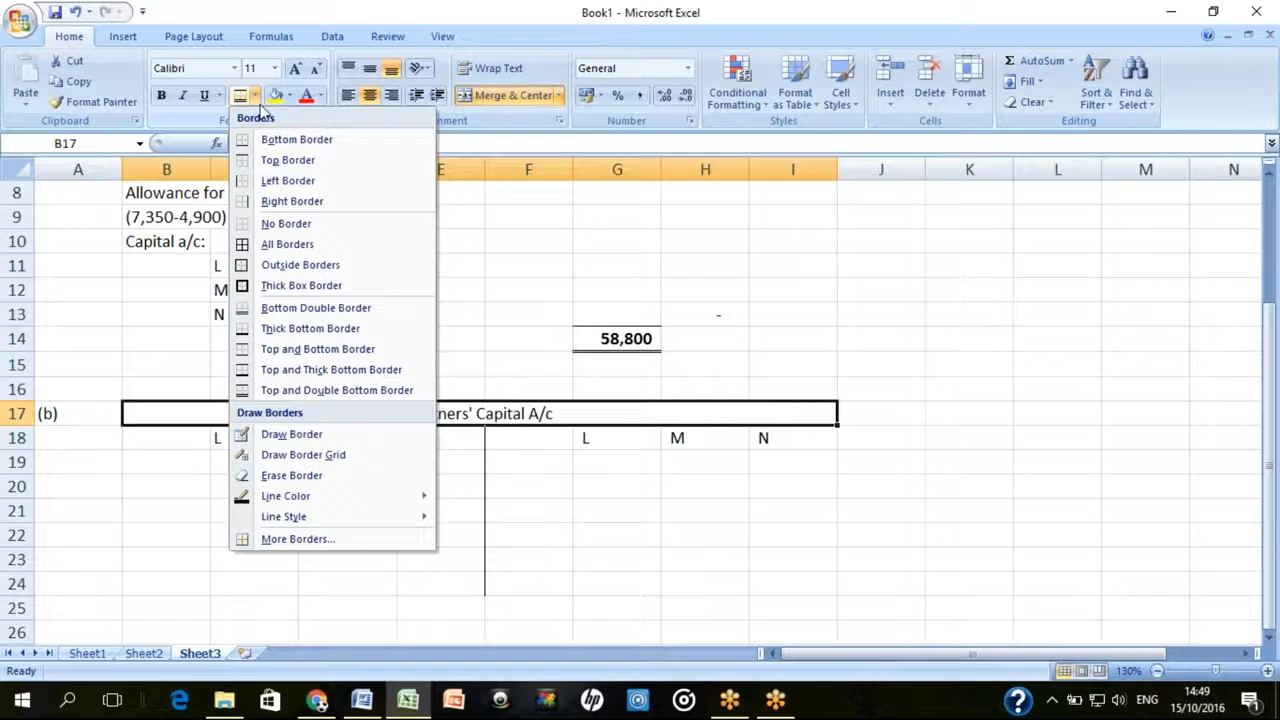 Book1 - Microsoft Excel
Home Insert Page Layout Formulas Data Review View
Paste
Cut
Copy
Format Painter
Clipboard
Calibri 11
B I U
Wrap Text
Merge & Center
General
Number
Conditional Formatting
Format as Table
Cell Styles
Styles
Insert Delete Format
Cells
AutoSum
Fill
Clear
Sort & Filter
Find & Select
Editing
B17
Borders
Bottom Border
Top Border
Left Border
Right Border
No Border
All Borders
Outside Borders
Thick Box Border
Bottom Double Border
Thick Bottom Border
Top and Bottom Border
Top and Thick Bottom Border
Top and Double Bottom Border
Draw Borders
Draw Border
Draw Border Grid
Erase Border
Line Color
Line Style
More Borders...
A B E F G H I J K L M N
8 Allowance for
9 (7,350-4,900)
10 Capital a/c:
11 L
12 M
13 N -
14 58,800
15
16
17 (b) ners' Capital A/c
18 L L M N
19
20
21
22
23
24
25
26
Sheet1 Sheet2 Sheet3
Ready 130%
ENG 14:49
15/10/2016